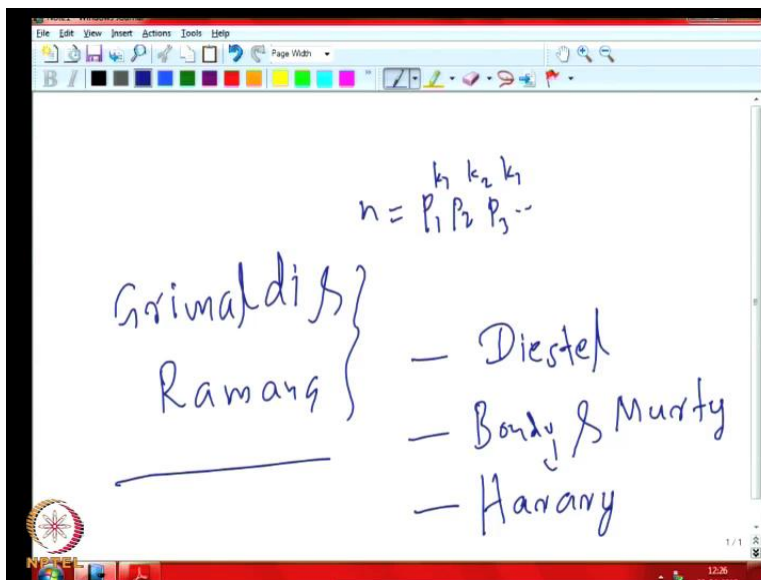 File Edit View Insert Actions Tools Help
Page Width
B I
k1 k2 k1
n = P1 P2 P3 --
Grimaldi &
Ramana
— Diestel
— Bondy & Murty
— Harary
1 / 1
NPTEL
12:26